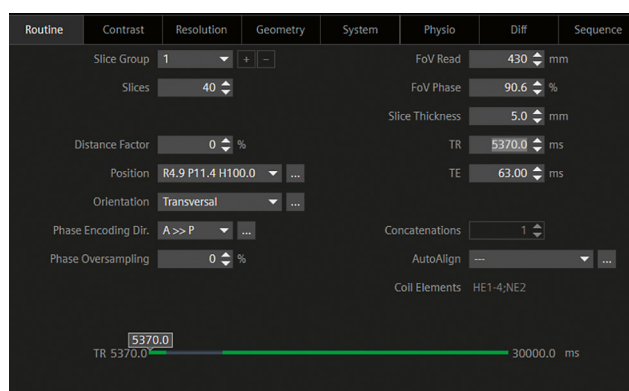 Routine Contrast Resolution Geometry System Physio Diff Sequence
Slice Group 1 + − FoV Read 430 mm
Slices 40 FoV Phase 90.6 %
Slice Thickness 5.0 mm
Distance Factor 0 % TR 5370.0 ms
Position R4.9 P11.4 H100.0 ... TE 63.00 ms
Orientation Transversal ...
Phase Encoding Dir. A >> P ... Concatenations 1
Phase Oversampling 0 % AutoAlign --- ...
Coil Elements HE1-4;NE2
5370.0
TR 5370.0 30000.0 ms